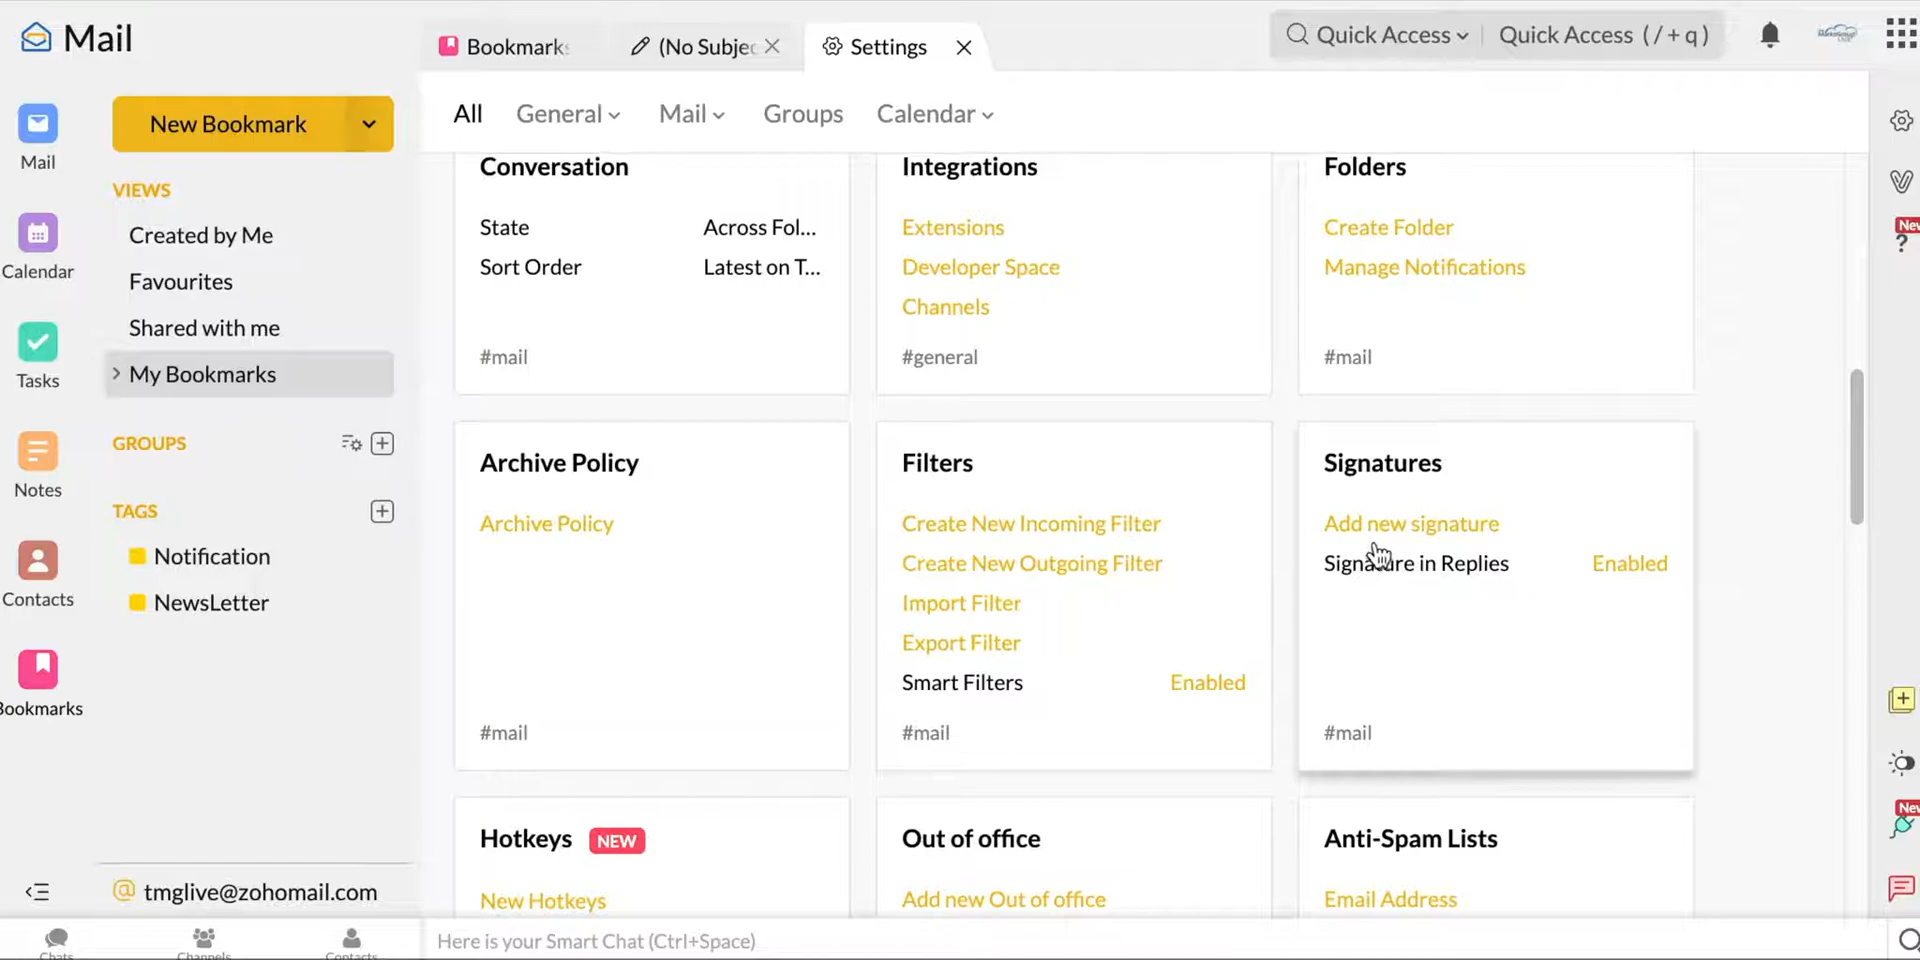 Mail
Bookmarks
(No Subje
Settings
Quick Access
Quick Access ( / + q )
New Bookmark
All
General
Mail
Groups
Calendar
Mail
Calendar
Tasks
Notes
Contacts
Bookmarks
VIEWS
Created by Me
Favourites
Shared with me
My Bookmarks
GROUPS
TAGS
Notification
NewsLetter
tmglive@zohomail.com
Conversation
State Across Fol...
Sort Order Latest on T...
#mail
Integrations
Extensions
Developer Space
Channels
#general
Folders
Create Folder
Manage Notifications
#mail
Archive Policy
Archive Policy
#mail
Filters
Create New Incoming Filter
Create New Outgoing Filter
Import Filter
Export Filter
Smart Filters Enabled
#mail
Signatures
Add new signature
Signature in Replies Enabled
#mail
Hotkeys NEW
New Hotkeys
Out of office
Add new Out of office
Anti-Spam Lists
Email Address
New
New
Chats
Channels
Contacts
Here is your Smart Chat (Ctrl+Space)